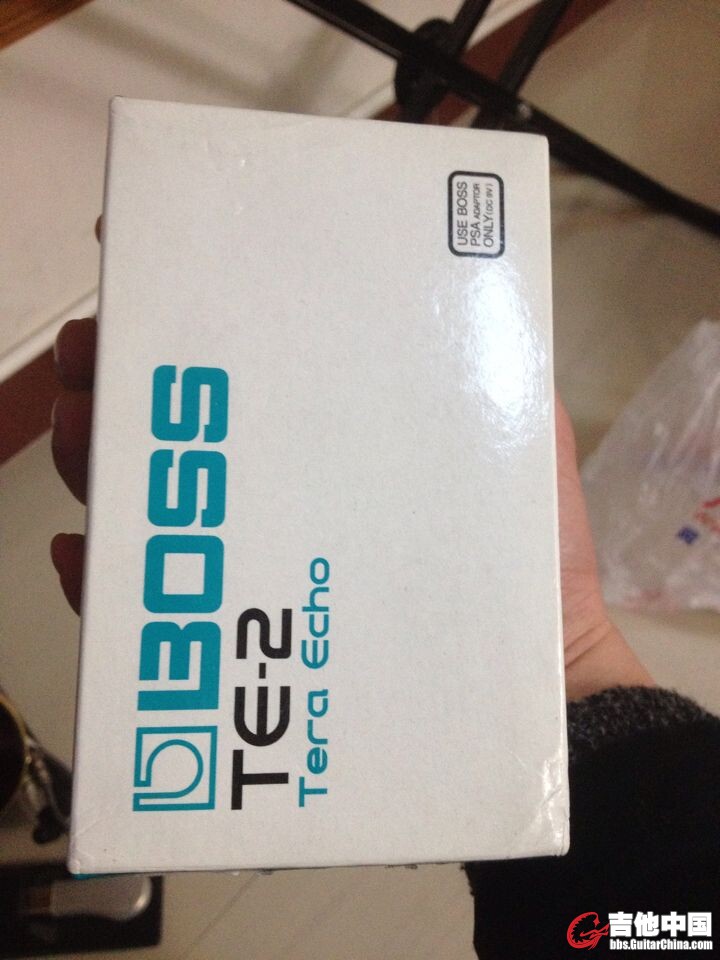 BOSS
TE-2
Tera Echo
USE BOSS
PSA ADAPTOR
ONLY (DC 9V)
吉他中国
bbs.GuitarChina.com